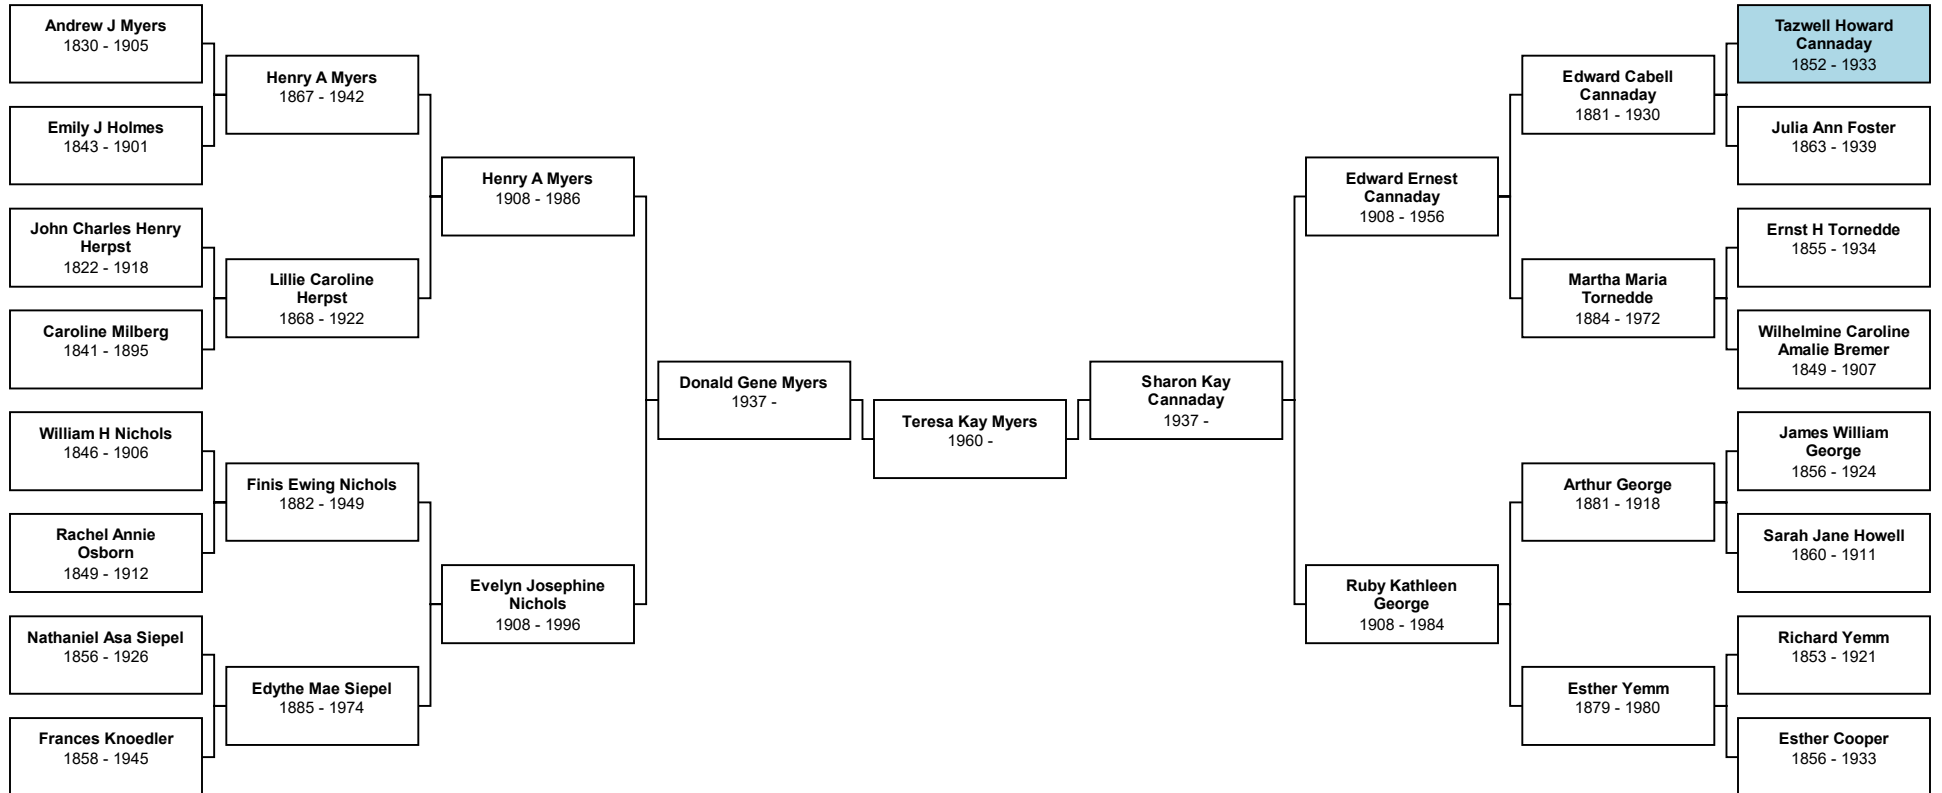 Andrew J Myers
1830 - 1905
Emily J Holmes
1843 - 1901
John Charles Henry
Herpst
1822 - 1918
Caroline Milberg
1841 - 1895
William H Nichols
1846 - 1906
Rachel Annie
Osborn
1849 - 1912
Nathaniel Asa Siepel
1856 - 1926
Frances Knoedler
1858 - 1945
Henry A Myers
1867 - 1942
Lillie Caroline
Herpst
1868 - 1922
Finis Ewing Nichols
1882 - 1949
Edythe Mae Siepel
1885 - 1974
Henry A Myers
1908 - 1986
Evelyn Josephine
Nichols
1908 - 1996
Donald Gene Myers
1937 -
Teresa Kay Myers
1960 -
Sharon Kay
Cannaday
1937 -
Edward Ernest
Cannaday
1908 - 1956
Ruby Kathleen
George
1908 - 1984
Edward Cabell
Cannaday
1881 - 1930
Martha Maria
Tornedde
1884 - 1972
Arthur George
1881 - 1918
Esther Yemm
1879 - 1980
Tazwell Howard
Cannaday
1852 - 1933
Julia Ann Foster
1863 - 1939
Ernst H Tornedde
1855 - 1934
Wilhelmine Caroline
Amalie Bremer
1849 - 1907
James William
George
1856 - 1924
Sarah Jane Howell
1860 - 1911
Richard Yemm
1853 - 1921
Esther Cooper
1856 - 1933